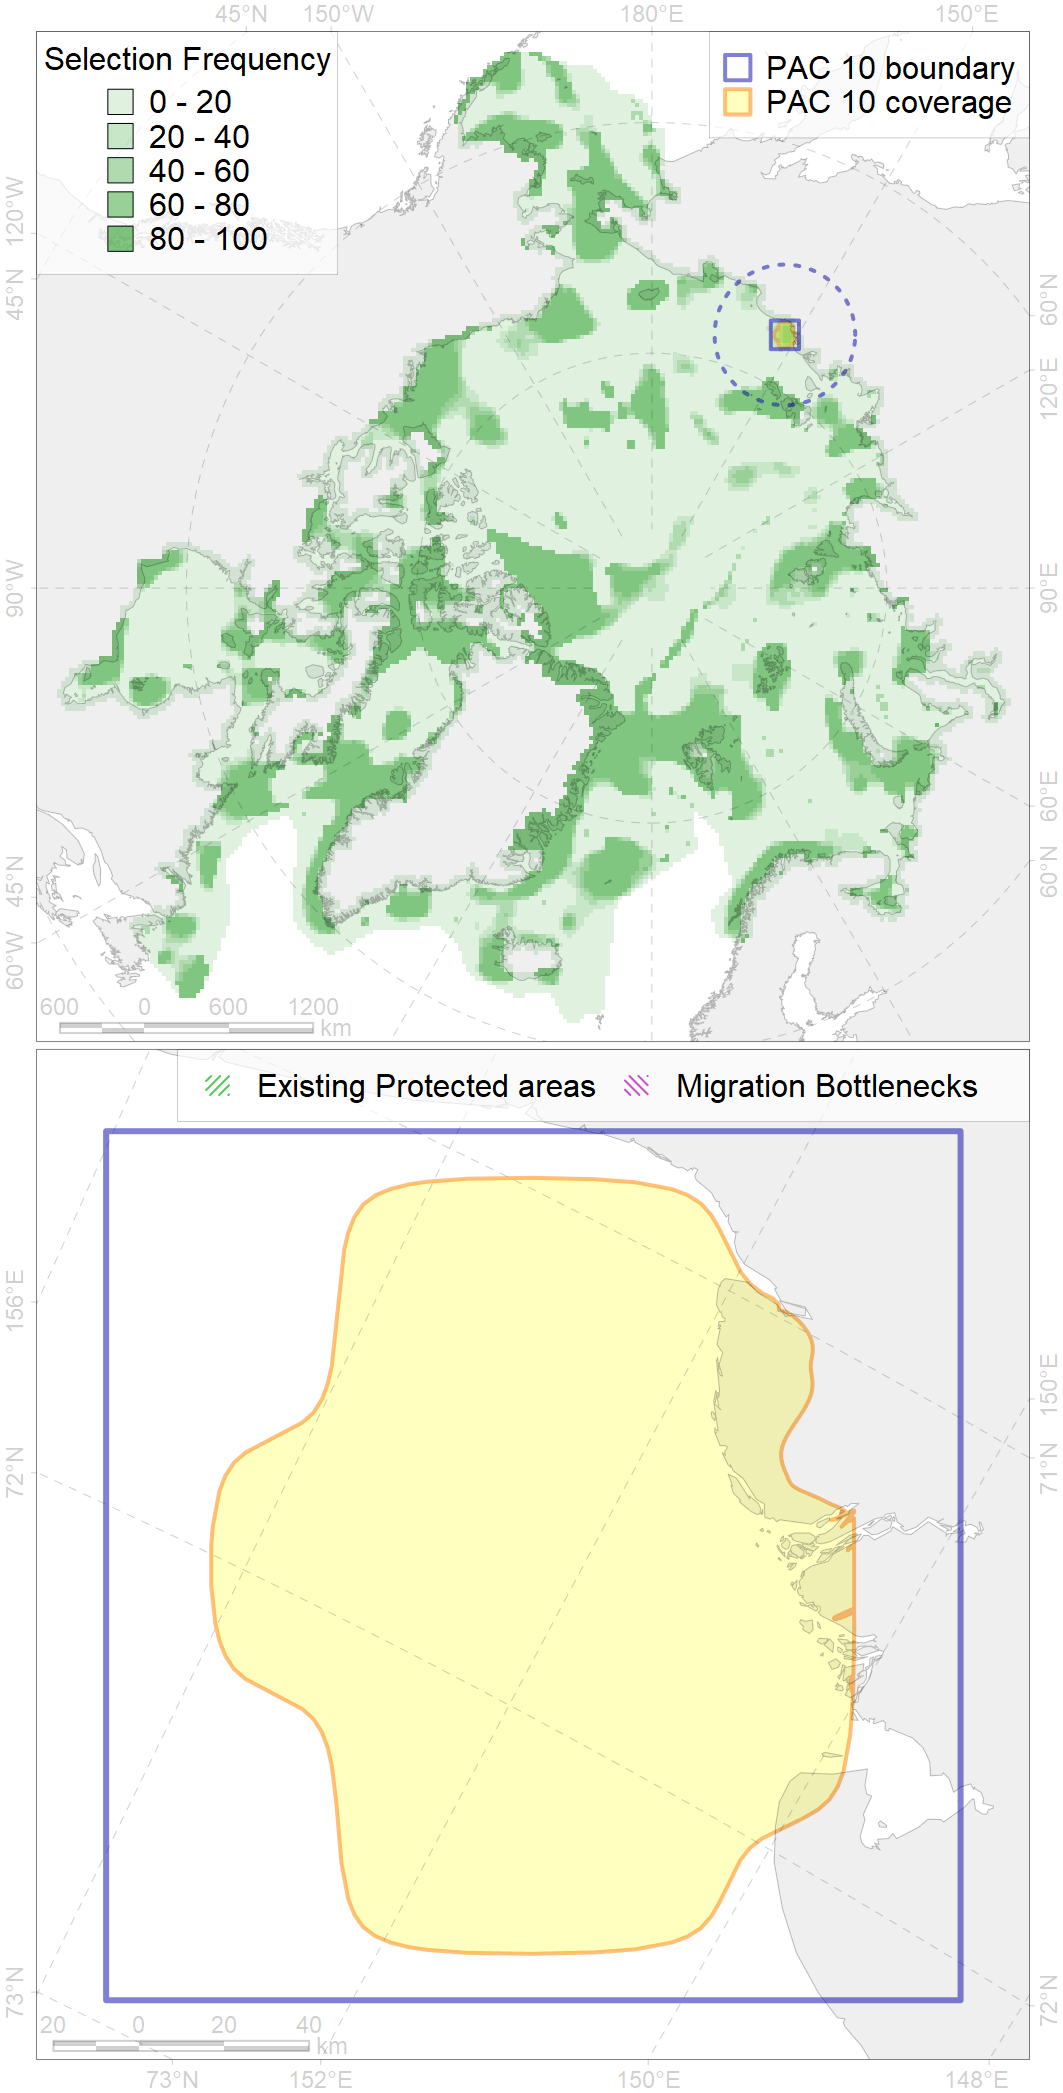 45°N 150°W 180°E 150°E
Selection Frequency
0 - 20
20 - 40
40 - 60
60 - 80
80 - 100
PAC 10 boundary
PAC 10 coverage
120°W
45°N
90°W
45°N
60°W
60°N
120°E
90°E
60°E
60°N
600 0 600 1200
km
Existing Protected areas
Migration Bottlenecks
156°E
72°N
73°N
150°E
71°N
72°N
20 0 20 40
km
73°N 152°E 150°E 148°E